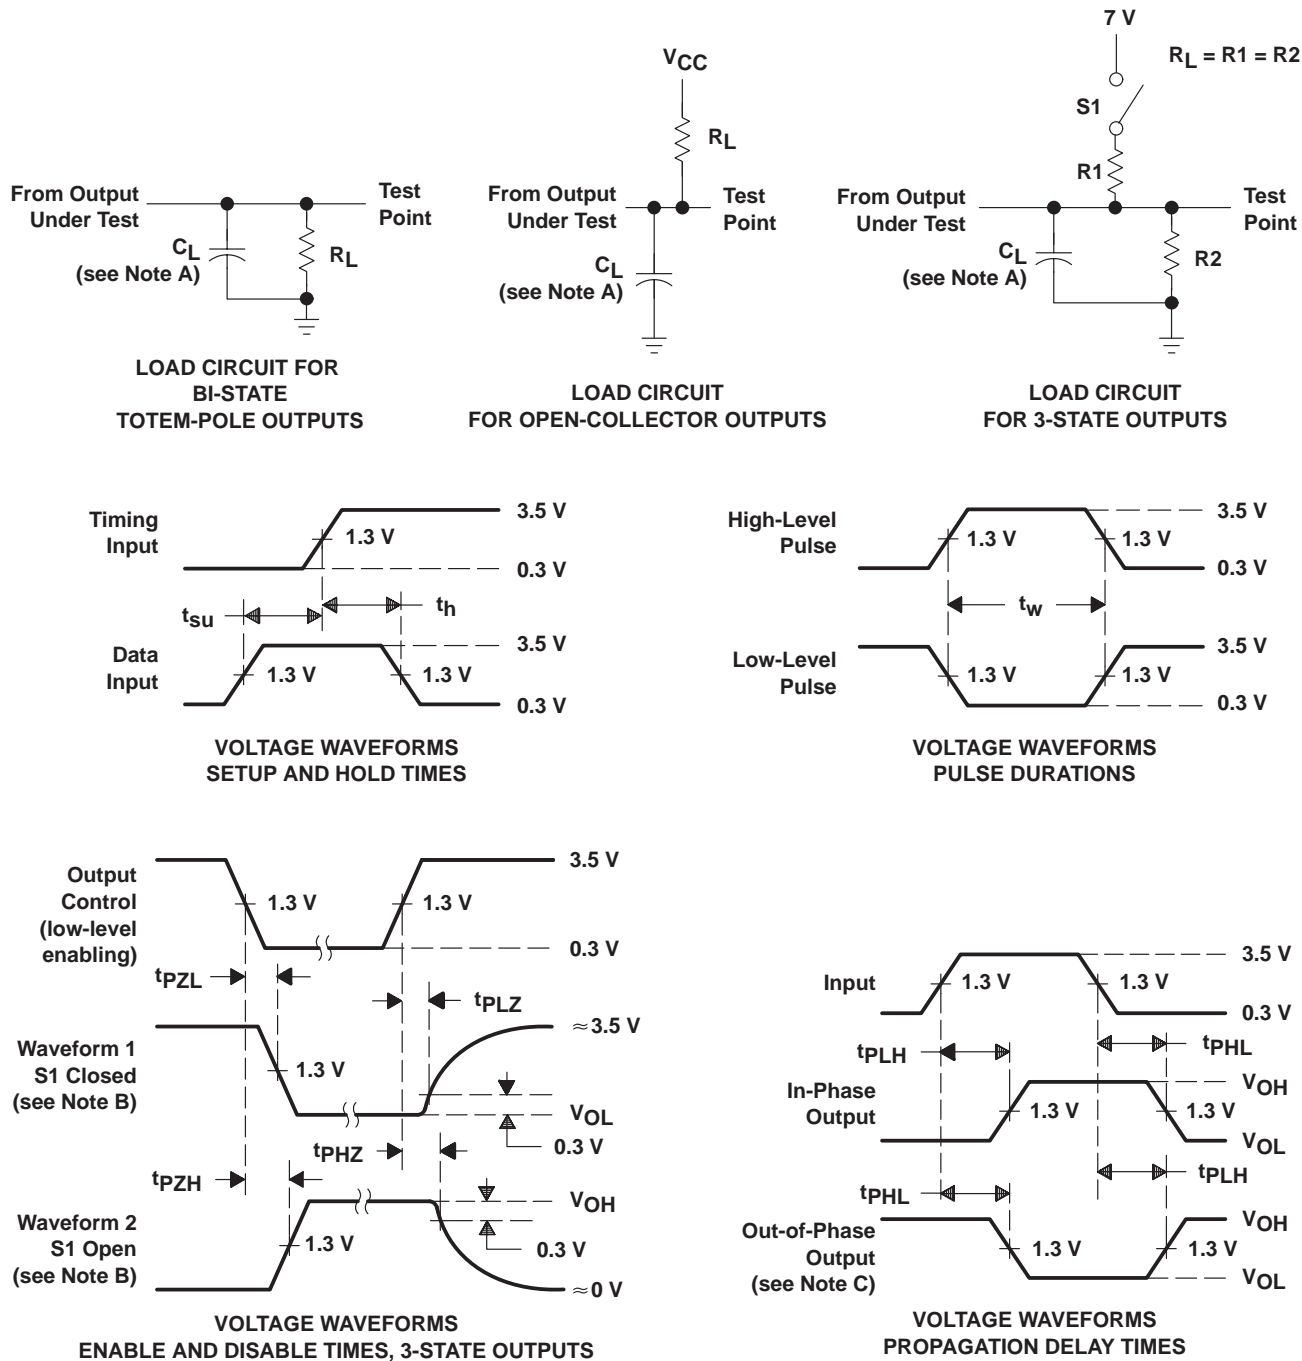 7 V
RL = R1 = R2
S1
R1
From Output
Under Test
Test
Point
CL
(see Note A)
R2
LOAD CIRCUIT
FOR 3-STATE OUTPUTS
VCC
RL
From Output
Under Test
Test
Point
CL
(see Note A)
LOAD CIRCUIT
FOR OPEN-COLLECTOR OUTPUTS
From Output
Under Test
Test
Point
CL
(see Note A)
RL
LOAD CIRCUIT FOR
BI-STATE
TOTEM-POLE OUTPUTS
Timing
Input
1.3 V
3.5 V
0.3 V
tsu
th
Data
Input
1.3 V
1.3 V
3.5 V
0.3 V
VOLTAGE WAVEFORMS
SETUP AND HOLD TIMES
High-Level
Pulse
1.3 V
1.3 V
3.5 V
0.3 V
tw
Low-Level
Pulse
1.3 V
1.3 V
3.5 V
0.3 V
VOLTAGE WAVEFORMS
PULSE DURATIONS
Output
Control
(low-level
enabling)
1.3 V
1.3 V
3.5 V
0.3 V
tPZL
tPLZ
Waveform 1
S1 Closed
(see Note B)
1.3 V
≈3.5 V
VOL
0.3 V
tPHZ
tPZH
Waveform 2
S1 Open
(see Note B)
1.3 V
VOH
0.3 V
≈0 V
VOLTAGE WAVEFORMS
ENABLE AND DISABLE TIMES, 3-STATE OUTPUTS
Input
1.3 V
1.3 V
3.5 V
0.3 V
tPLH
tPHL
In-Phase
Output
1.3 V
1.3 V
VOH
VOL
tPHL
tPLH
Out-of-Phase
Output
(see Note C)
1.3 V
1.3 V
VOH
VOL
VOLTAGE WAVEFORMS
PROPAGATION DELAY TIMES